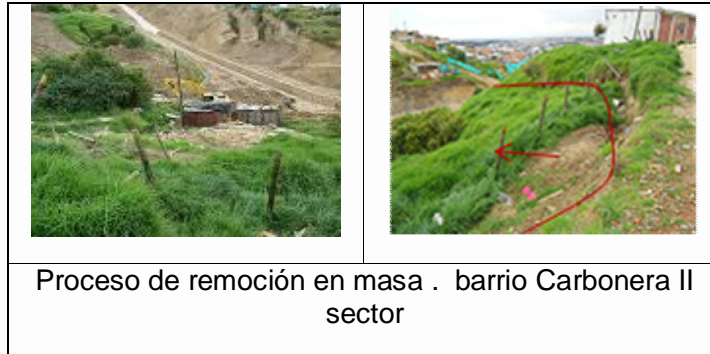 Proceso de remoción en masa . barrio Carbonera II
sector